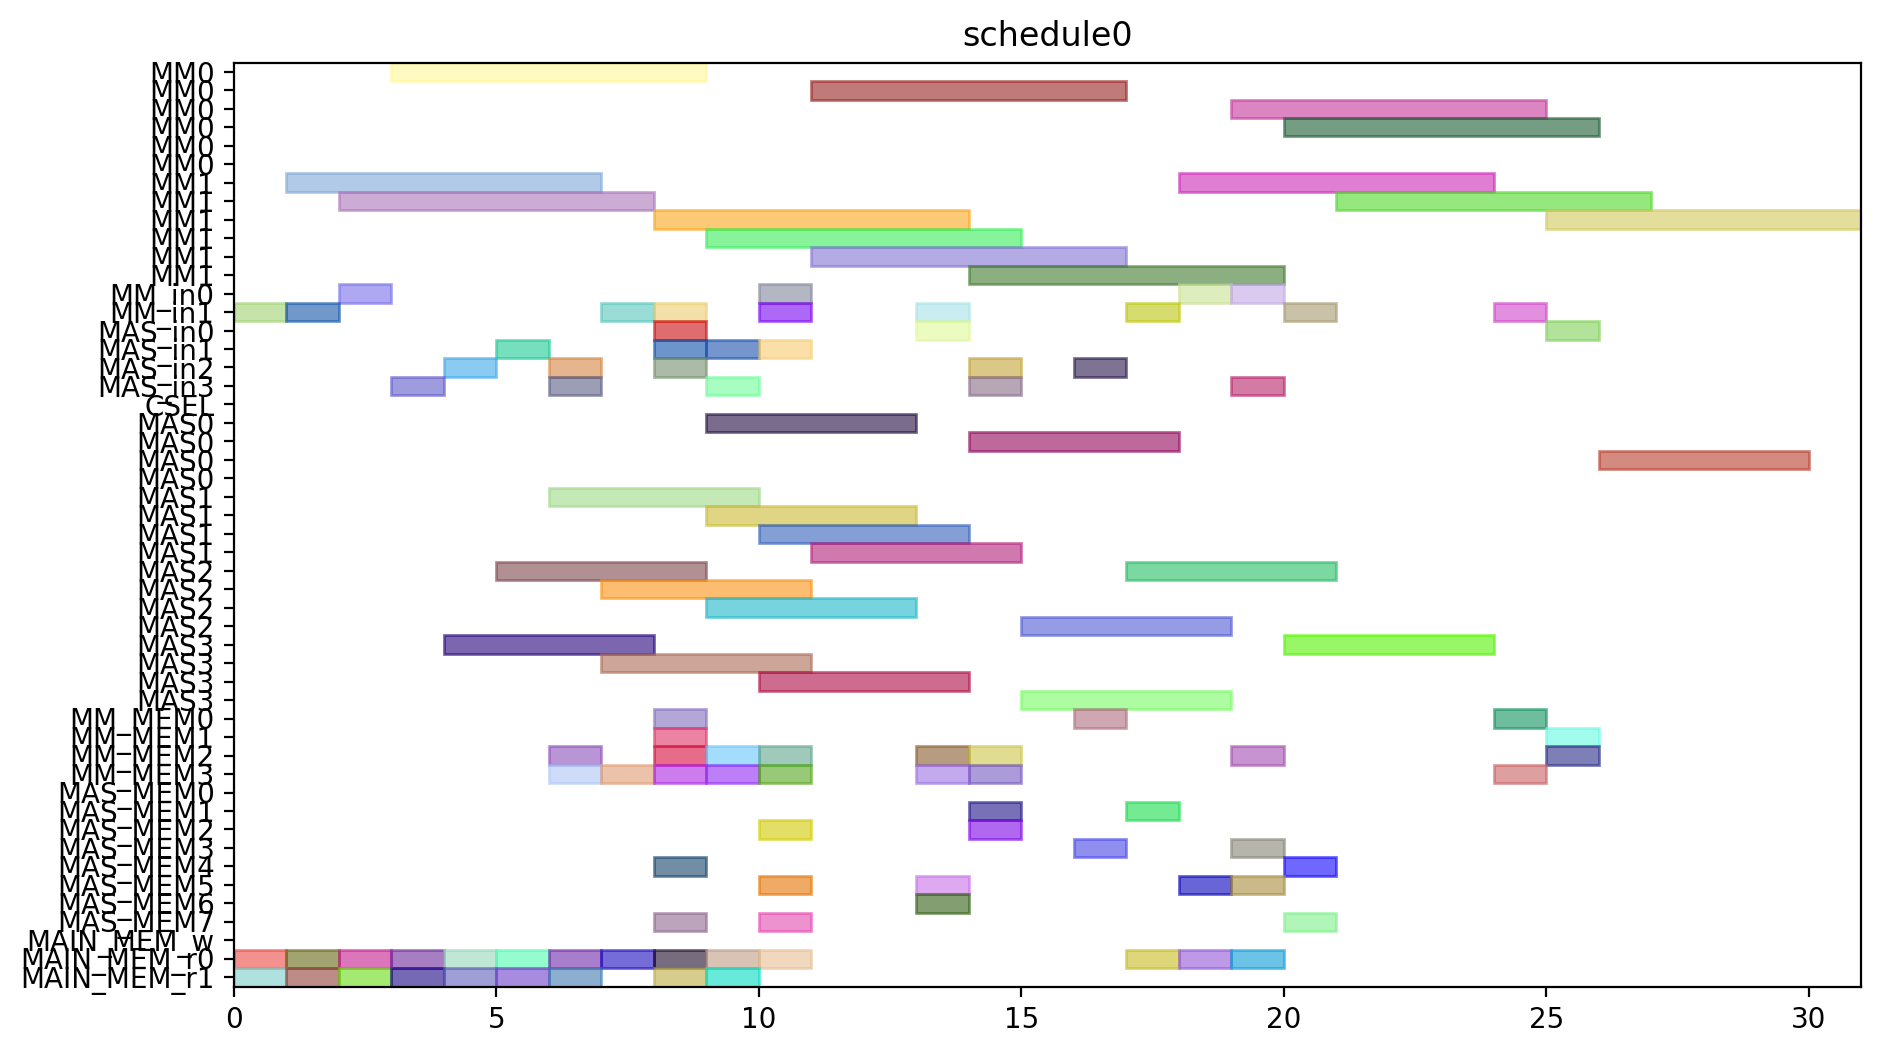 schedule0
MM0
MM0
MM0
MM0
MM0
MM0
MM1
MM1
MM1
MM1
MM1
MM1
MM_in0
MM_in1
MAS_in0
MAS_in1
MAS_in2
MAS_in3
CSEL
MAS0
MAS0
MAS0
MAS0
MAS1
MAS1
MAS1
MAS1
MAS2
MAS2
MAS2
MAS2
MAS3
MAS3
MAS3
MAS3
MM_MEM0
MM_MEM1
MM_MEM2
MM_MEM3
MAS_MEM0
MAS_MEM1
MAS_MEM2
MAS_MEM3
MAS_MEM4
MAS_MEM5
MAS_MEM6
MAS_MEM7
MAIN_MEM_w
MAIN_MEM_r0
MAIN_MEM_r1
0 5 10 15 20 25 30